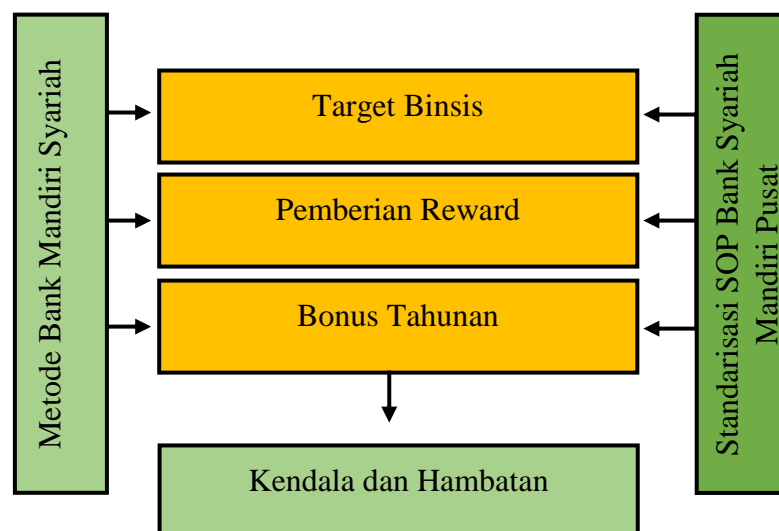 Metode Bank Mandiri Syariah
Target Binsis
Pemberian Reward
Bonus Tahunan
Kendala dan Hambatan
Standarisasi SOP Bank Syariah
Mandiri Pusat